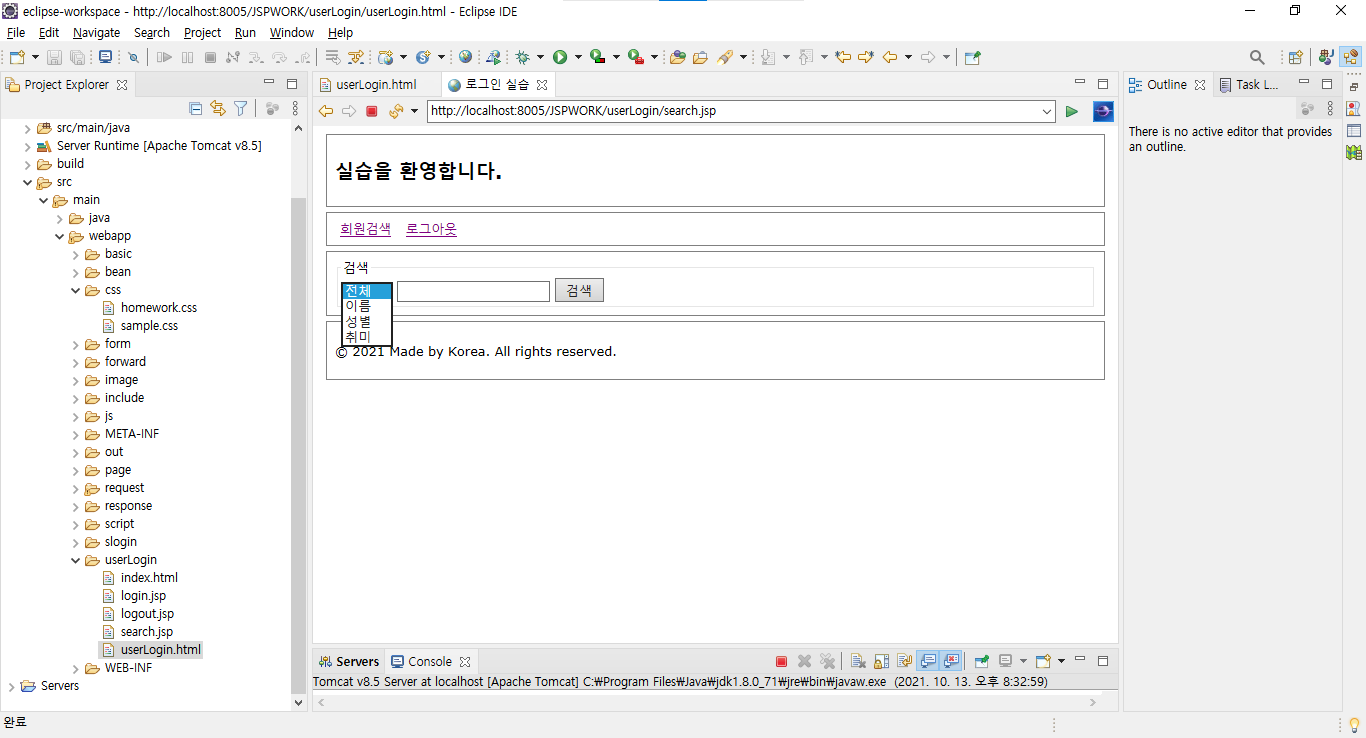 eclipse-workspace - http://localhost:8005/JSPWORK/userLogin/userLogin.html - Eclipse IDE
File Edit Navigate Search Project Run Window Help
Project Explorer
src/main/java
Server Runtime [Apache Tomcat v8.5]
build
src
main
java
webapp
basic
bean
css
homework.css
sample.css
form
forward
image
include
js
META-INF
out
page
request
response
script
slogin
userLogin
index.html
login.jsp
logout.jsp
search.jsp
userLogin.html
WEB-INF
Servers
userLogin.html 로그인 실습
http://localhost:8005/JSPWORK/userLogin/search.jsp
실습을 환영합니다.
회원검색 로그아웃
검색
전체 검색
이름
성별
취미
© 2021 Made by Korea. All rights reserved.
Servers Console
Tomcat v8.5 Server at localhost [Apache Tomcat] C:₩Program Files₩Java₩jdk1.8.0_71₩jre₩bin₩javaw.exe (2021. 10. 13. 오후 8:32:59)
Outline Task L...
There is no active editor that provides
an outline.
완료